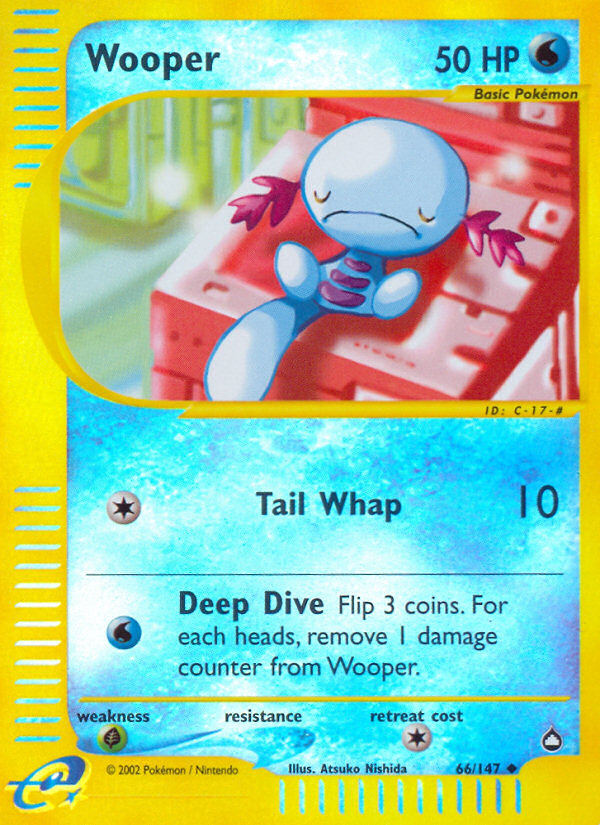 Wooper 50 HP
Basic Pokémon
ID: C-17-#
Tail Whap 10
Deep Dive Flip 3 coins. For
each heads, remove 1 damage
counter from Wooper.
weakness resistance retreat cost
© 2002 Pokémon / Nintendo Illus. Atsuko Nishida 66/147
e